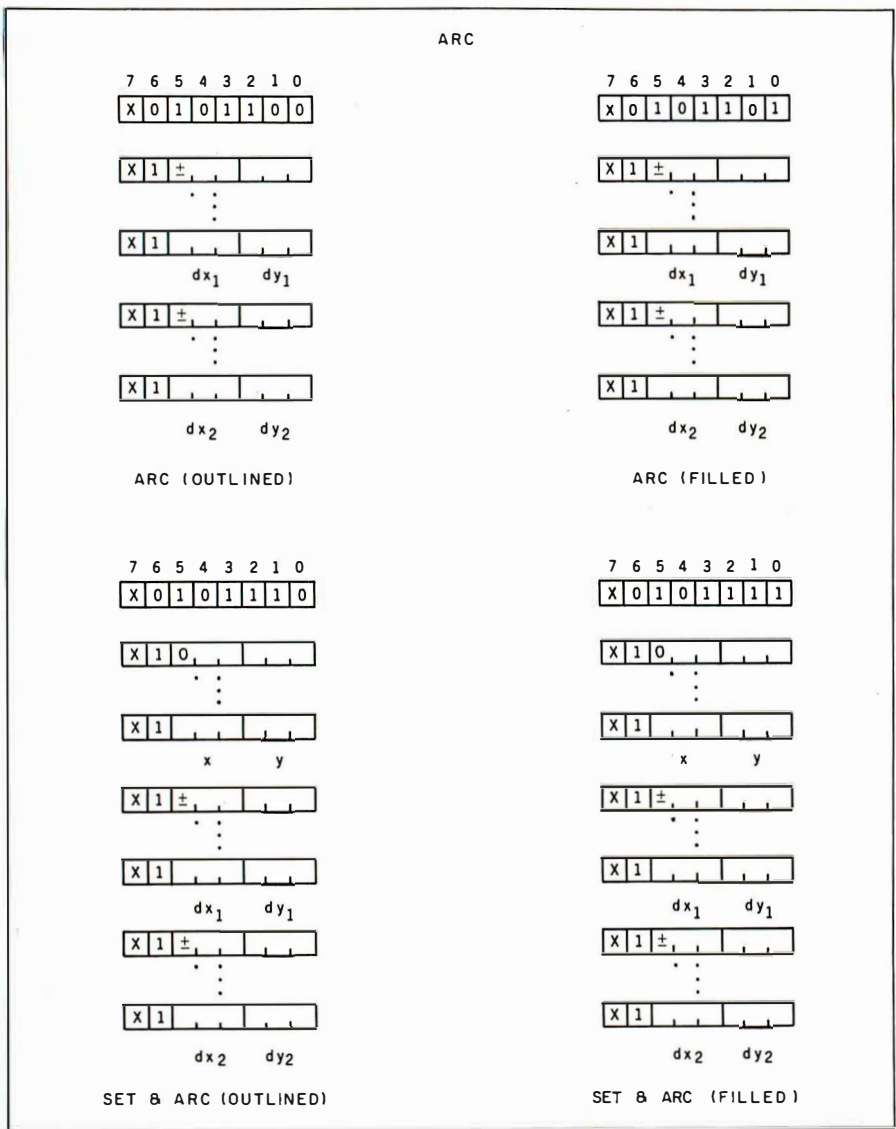 ARC
7 6 5 4 3 2 1 0
X 0 1 0 1 1 0 0
X 1 ±
X 1
dx1 dy1
X 1 ±
X 1
dx2 dy2
ARC (OUTLINED)
7 6 5 4 3 2 1 0
X 0 1 0 1 1 0 1
X 1 ±
X 1
dx1 dy1
X 1 ±
X 1
dx2 dy2
ARC (FILLED)
7 6 5 4 3 2 1 0
X 0 1 0 1 1 1 0
X 1 0
X 1
x y
X 1 ±
X 1
dx1 dy1
X 1 ±
X 1
dx2 dy2
SET & ARC (OUTLINED)
7 6 5 4 3 2 1 0
X 0 1 0 1 1 1 1
X 1 0
X 1
x y
X 1 ±
X 1
dx1 dy1
X 1 ±
X 1
dx2 dy2
SET & ARC (FILLED)